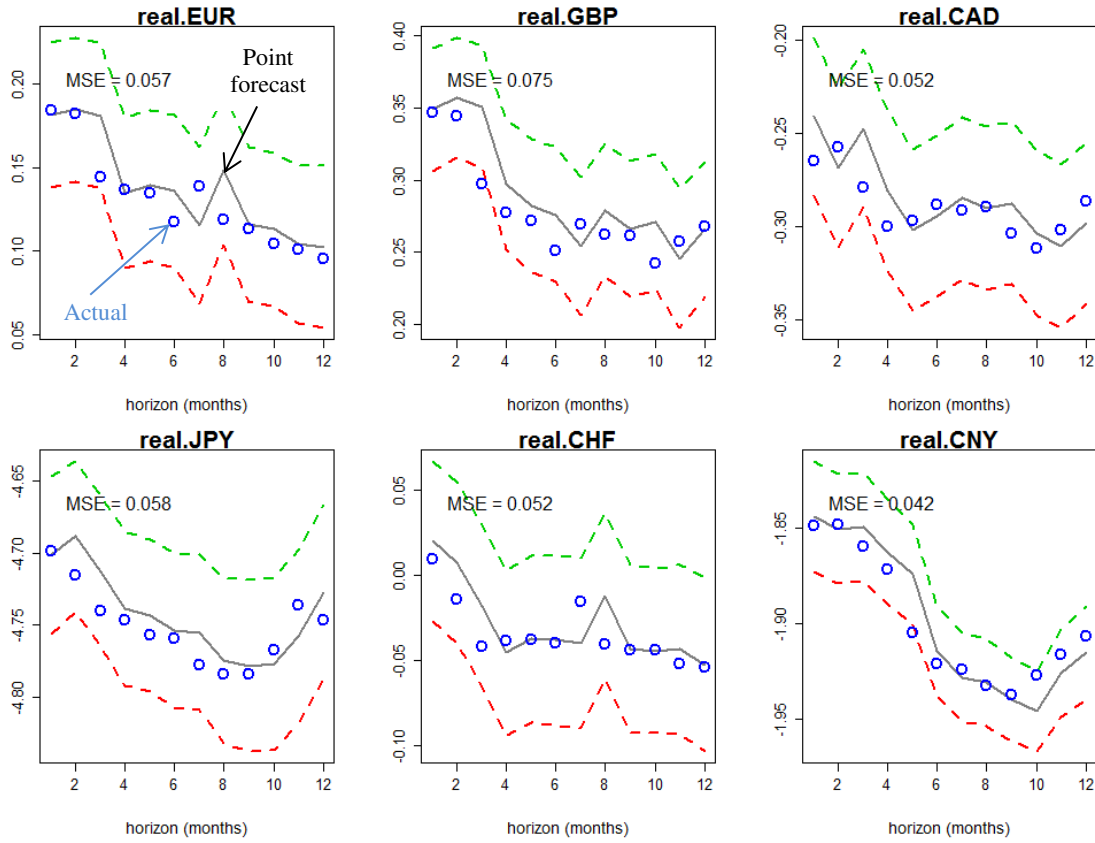 real.EUR
MSE = 0.057
Point
forecast
Actual
0.20
0.15
0.10
0.05
2 4 6 8 10 12
horizon (months)
real.GBP
MSE = 0.075
0.40
0.35
0.30
0.25
0.20
2 4 6 8 10 12
horizon (months)
real.CAD
MSE = 0.052
-0.20
-0.25
-0.30
-0.35
2 4 6 8 10 12
horizon (months)
real.JPY
MSE = 0.058
-4.65
-4.70
-4.75
-4.80
2 4 6 8 10 12
horizon (months)
real.CHF
MSE = 0.052
0.05
0.00
-0.05
-0.10
2 4 6 8 10 12
horizon (months)
real.CNY
MSE = 0.042
-1.85
-1.90
-1.95
2 4 6 8 10 12
horizon (months)